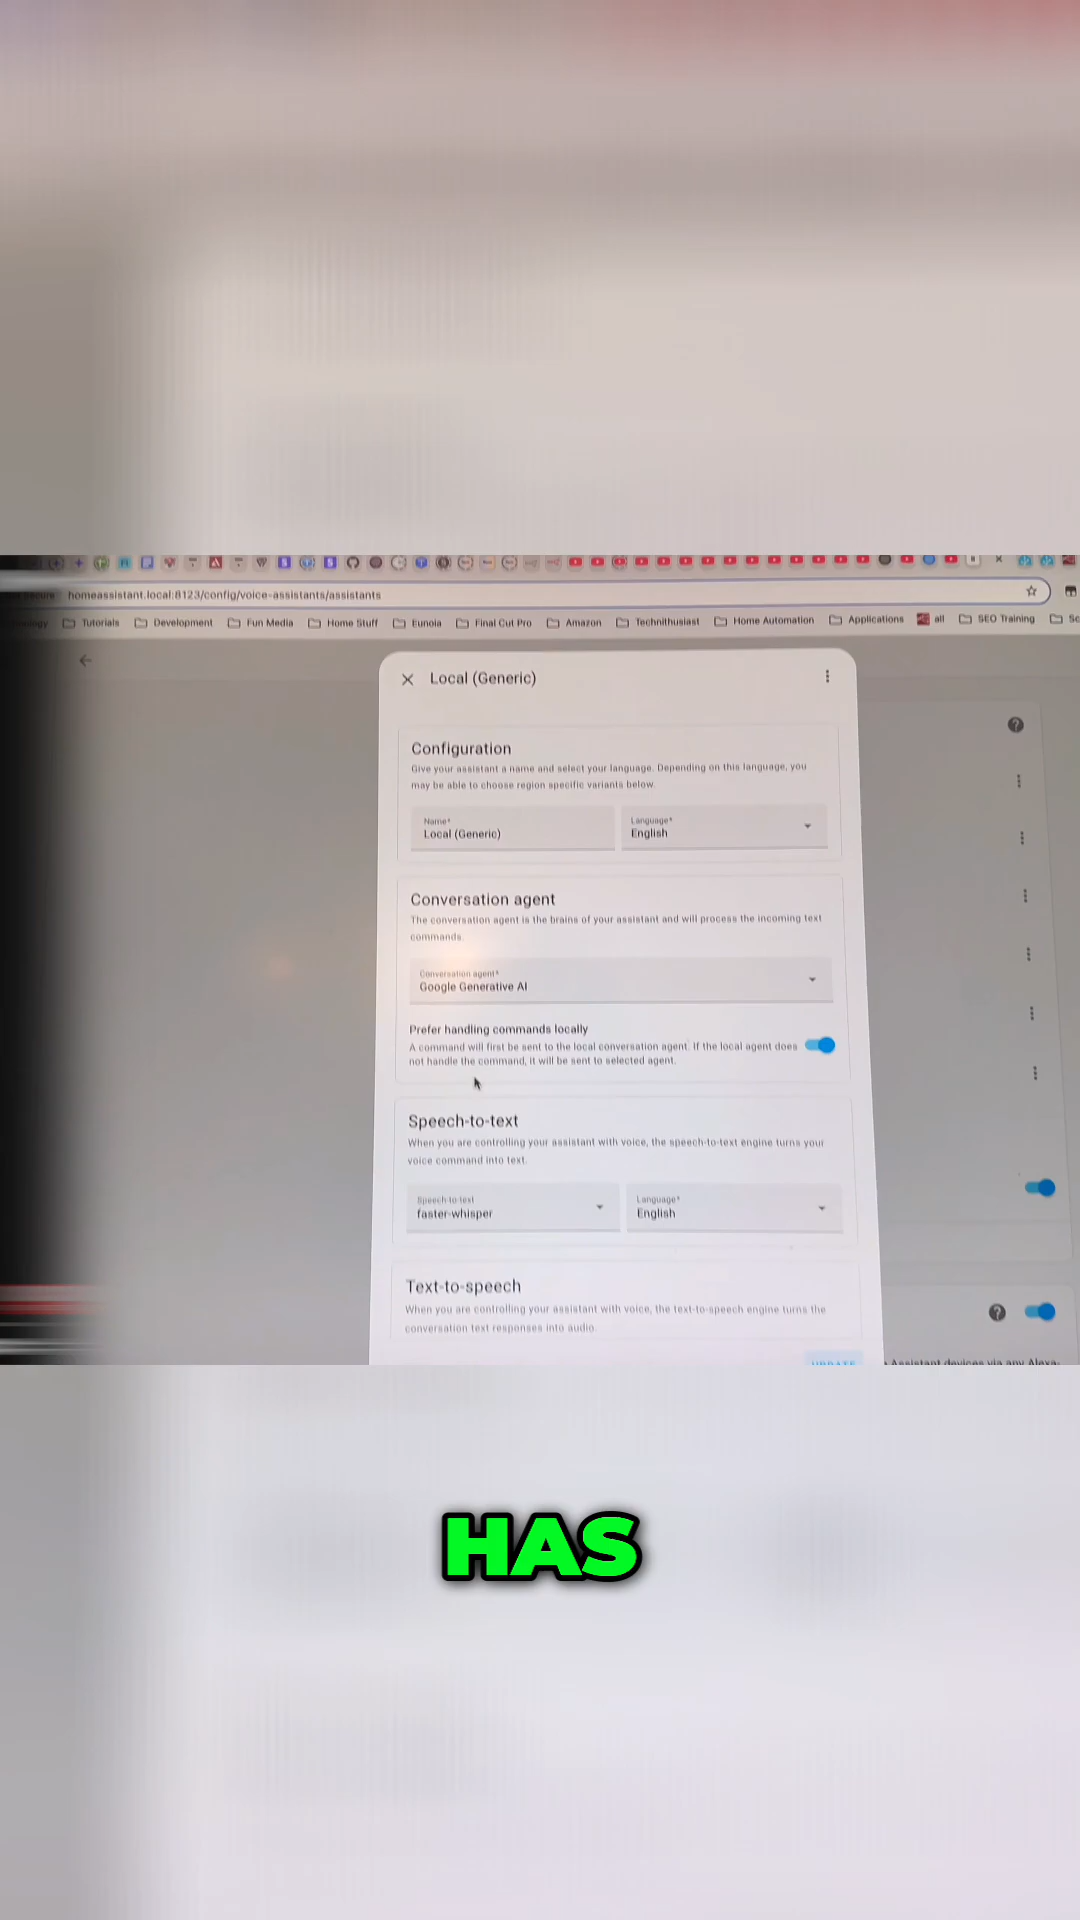 homeassistant.local:8123/config/voice-assistants/assistants
Tutorials Development Fun Media Home Stuff Eunoia Final Cut Pro Amazon Technithusiast Home Automation Applications all SEO Training
Local (Generic)
Configuration
Give your assistant a name and select your language. Depending on this language, you
may be able to choose region specific variants below.
Name* Language*
Local (Generic) English
Conversation agent
The conversation agent is the brains of your assistant and will process the incoming text
commands.
Conversation agent*
Google Generative AI
Prefer handling commands locally
A command will first be sent to the local conversation agent. If the local agent does
not handle the command, it will be sent to selected agent.
Speech-to-text
When you are controlling your assistant with voice, the speech-to-text engine turns your
voice command into text.
Speech-to-text Language*
faster-whisper English
Text-to-speech
When you are controlling your assistant with voice, the text-to-speech engine turns the
conversation text responses into audio.
UPDATE
Assistant devices via any Alexa-
HAS